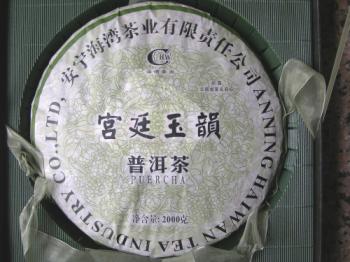 安宁海湾茶业有限责任公司 ANNING HAIWAN TEA INDUSTRY CO., LTD.
宫廷玉韻
普洱茶
PUERCHA
净含量: 2000克